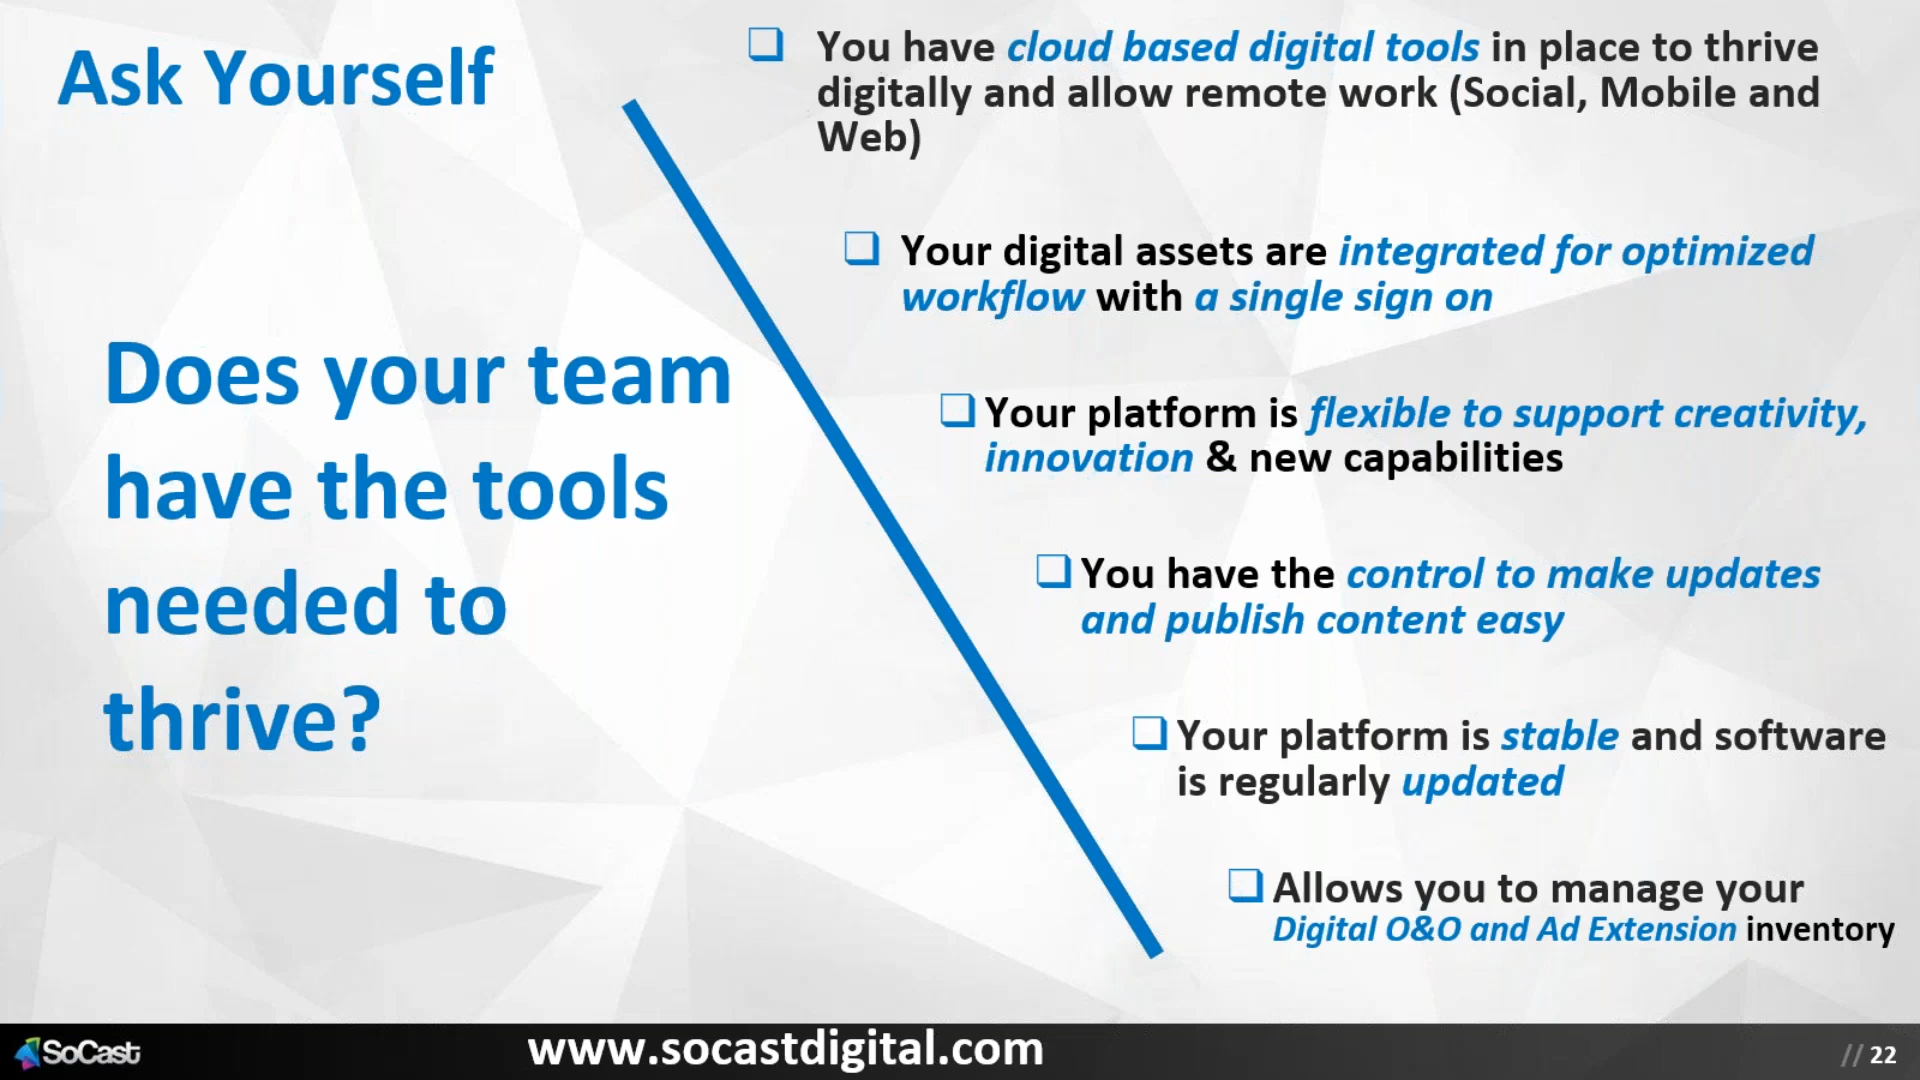 Ask Yourself
Does your team
have the tools
needed to
thrive?
❑ You have cloud based digital tools in place to thrive
digitally and allow remote work (Social, Mobile and
Web)
❑ Your digital assets are integrated for optimized
workflow with a single sign on
❑ Your platform is flexible to support creativity,
innovation & new capabilities
❑ You have the control to make updates
and publish content easy
❑ Your platform is stable and software
is regularly updated
❑ Allows you to manage your
Digital O&O and Ad Extension inventory
SoCast
www.socastdigital.com
// 22